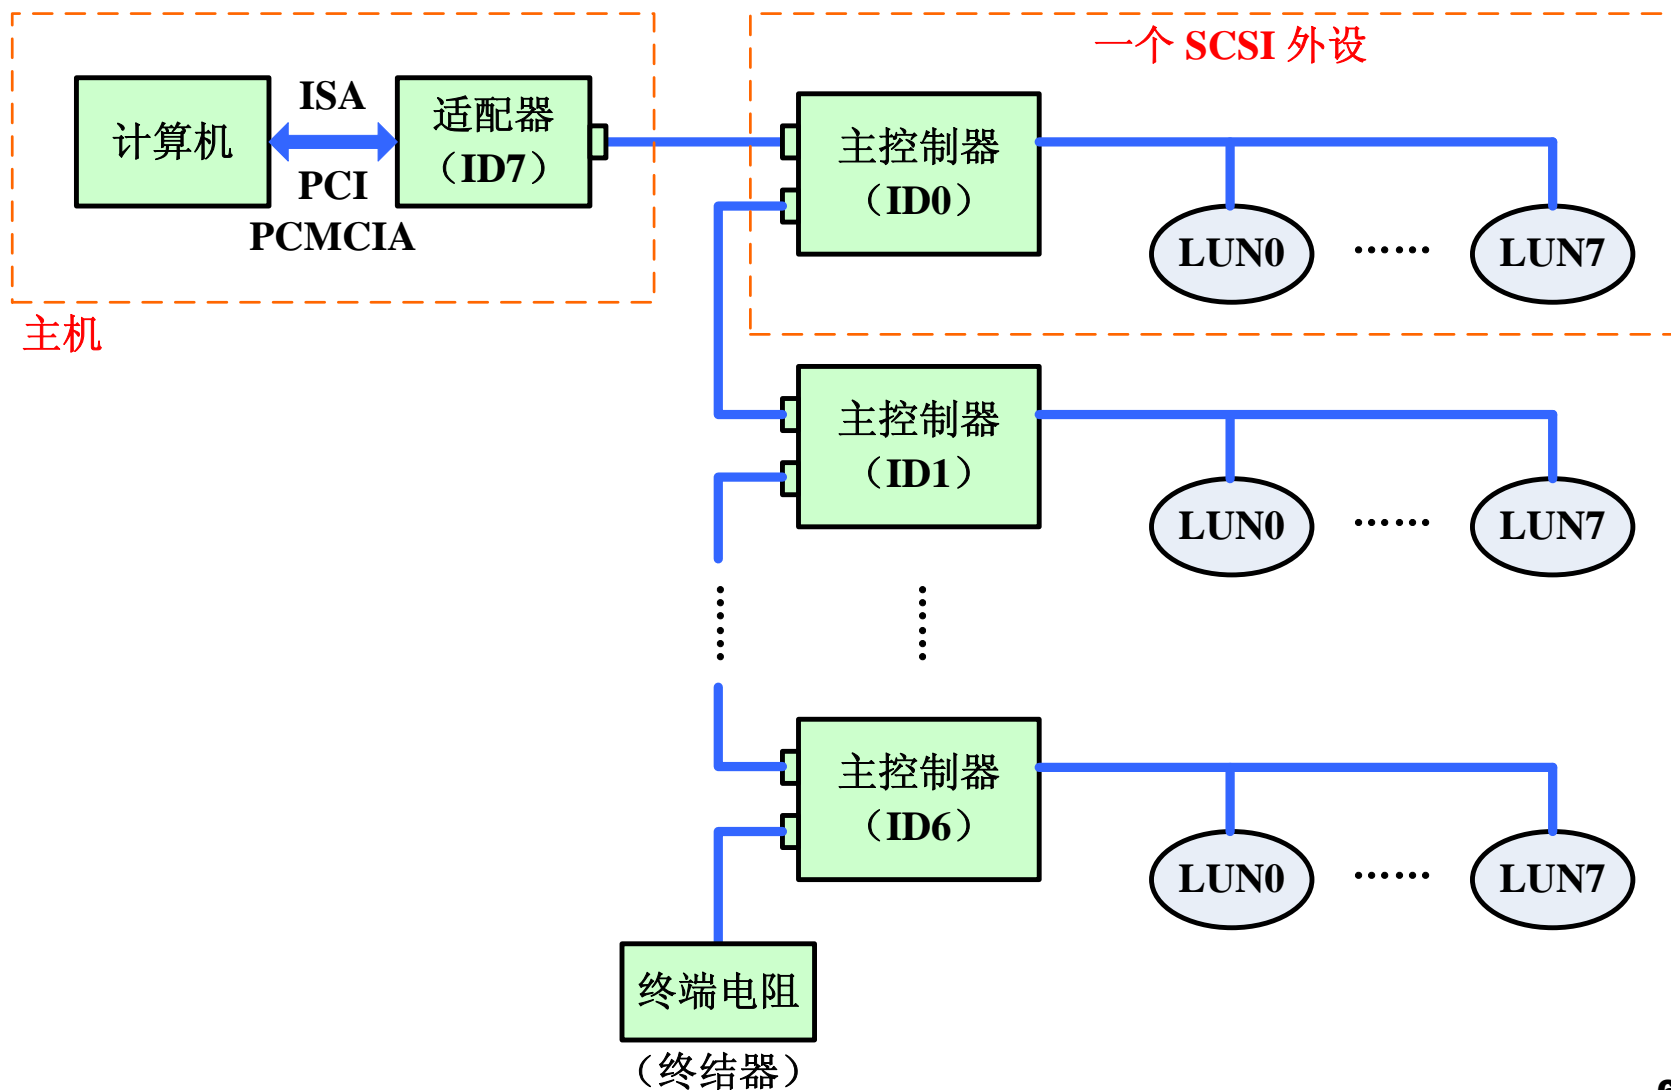 一个 SCSI 外设
计算机
ISA
PCI
PCMCIA
适配器
（ID7）
主机
主控制器
（ID0）
LUN0
……
LUN7
主控制器
（ID1）
LUN0
……
LUN7
……
……
主控制器
（ID6）
LUN0
……
LUN7
终端电阻
（终结器）